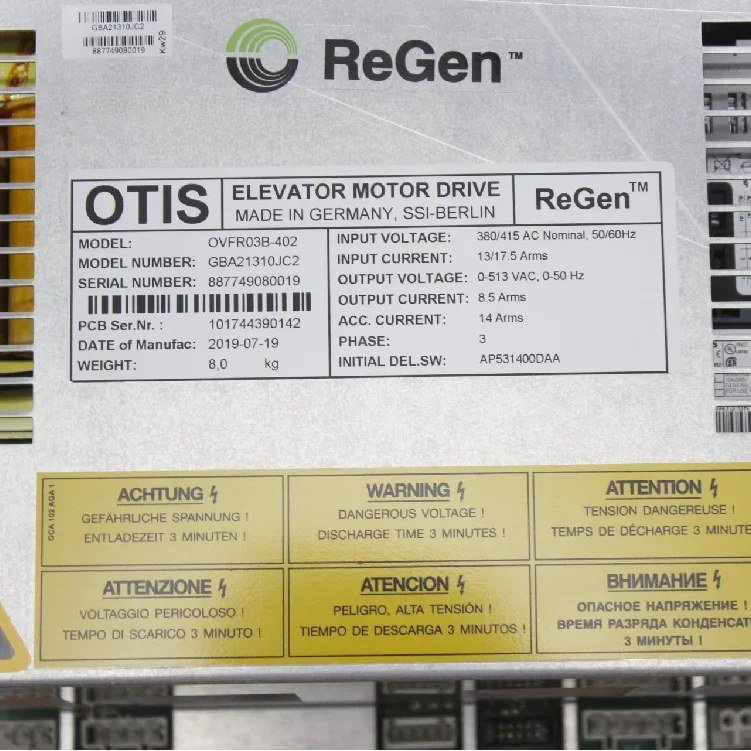 GBA21310JC2
887749080019
Kw29
ReGen™
OTIS
ELEVATOR MOTOR DRIVE
MADE IN GERMANY, SSI-BERLIN
ReGen™
MODEL: OVFR03B-402
MODEL NUMBER: GBA21310JC2
SERIAL NUMBER: 887749080019
PCB Ser.Nr. : 101744390142
DATE of Manufac: 2019-07-19
WEIGHT: 8,0 kg
INPUT VOLTAGE: 380/415 AC Nominal, 50/60Hz
INPUT CURRENT: 13/17.5 Arms
OUTPUT VOLTAGE: 0-513 VAC, 0-50 Hz
OUTPUT CURRENT: 8.5 Arms
ACC. CURRENT: 14 Arms
PHASE: 3
INITIAL DEL.SW: AP531400DAA
ACHTUNG
GEFÄHRLICHE SPANNUNG !
ENTLADEZEIT 3 MINUTEN !
WARNING
DANGEROUS VOLTAGE !
DISCHARGE TIME 3 MINUTES !
ATTENTION
TENSION DANGEREUSE !
TEMPS DE DÉCHARGE 3 MINUTE
ATTENZIONE
VOLTAGGIO PERICOLOSO !
TEMPO DI SCARICO 3 MINUTO !
ATENCION
PELIGRO, ALTA TENSIÓN !
TIEMPO DE DESCARGA 3 MINUTOS !
ВНИМАНИЕ
ОПАСНОЕ НАПРЯЖЕНИЕ !
ВРЕМЯ РАЗРЯДА КОНДЕНСАТ
3 МИНУТЫ !